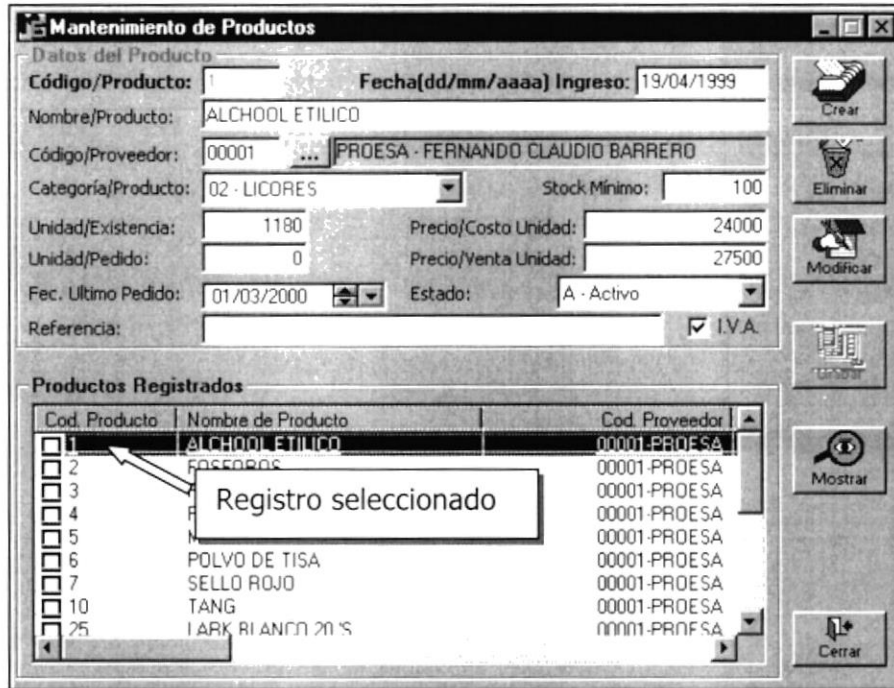 Mantenimiento de Productos
Datos del Producto
Código/Producto: 1 Fecha(dd/mm/aaaa) Ingreso: 19/04/1999
Crear
Nombre/Producto: ALCHOOL ETILICO
Código/Proveedor: 00001 ... PROESA - FERNANDO CLAUDIO BARRERO
Categoría/Producto: 02 - LICORES Stock Mínimo: 100
Eliminar
Unidad/Existencia: 1180 Precio/Costo Unidad: 24000
Unidad/Pedido: 0 Precio/Venta Unidad: 27500
Modificar
Fec. Ultimo Pedido: 01/03/2000 Estado: A - Activo
Referencia: I.V.A.
Productos Registrados
Cod. Producto Nombre de Producto Cod. Proveedor
1 ALCHOOL ETILICO 00001-PROESA
2 FOSFOROS 00001-PROESA
Mostrar
3 00001-PROESA
Registro seleccionado
4 00001-PROESA
5 00001-PROESA
6 POLVO DE TISA 00001-PROESA
7 SELLO ROJO 00001-PROESA
10 TANG 00001-PROESA
25 LARK BLANCO 20 'S 00001-PROESA
Cerrar